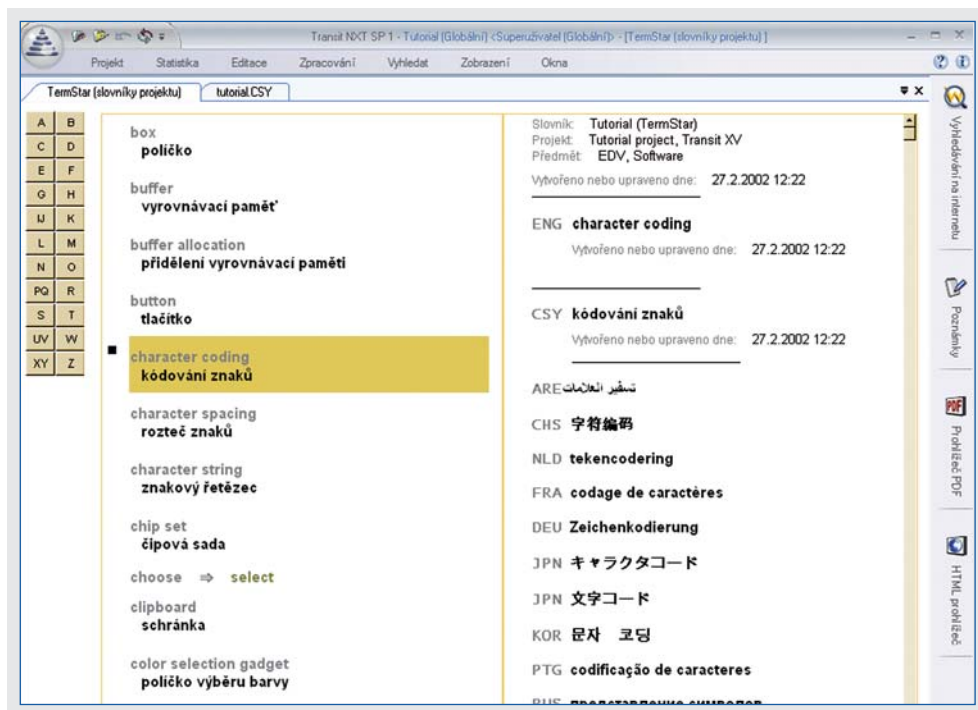 Transit NXT SP 1 - Tutorial (Globální) <Superuživatel (Globální)> - [TermStar (slovníky projektu) ]
Projekt Statistika Editace Zpracování Vyhledat Zobrazení Okna
TermStar (slovníky projektu) tutorial.CSY
A B
C D
E F
G H
IJ K
L M
N O
PQ R
S T
UV W
XY Z
box
políčko
buffer
vyrovnávací paměť
buffer allocation
přidělení vyrovnávací paměti
button
tlačítko
character coding
kódování znaků
character spacing
rozteč znaků
character string
znakový řetězec
chip set
čipová sada
choose ⇒ select
clipboard
schránka
color selection gadget
políčko výběru barvy
Slovník: Tutorial (TermStar)
Projekt: Tutorial project, Transit XV
Předmět: EDV, Software
Vytvořeno nebo upraveno dne: 27.2.2002 12:22
ENG character coding
Vytvořeno nebo upraveno dne: 27.2.2002 12:22
CSY kódování znaků
Vytvořeno nebo upraveno dne: 27.2.2002 12:22
ARE تسفير العلامات
CHS 字符编码
NLD tekencodering
FRA codage de caractères
DEU Zeichenkodierung
JPN キャラクタコード
JPN 文字コード
KOR 문자 코딩
PTG codificação de caracteres
RUS представление символов
Vyhledávání na internetu
Poznámky
PDF
Prohlížeč PDF
HTML prohlížeč